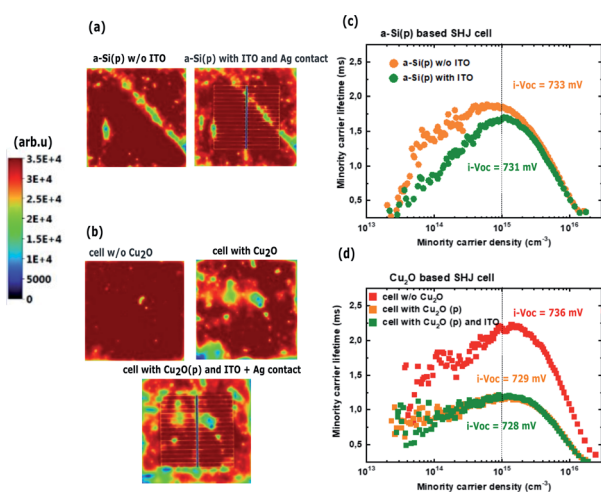 (a)
a-Si(p) w/o ITO
a-Si(p) with ITO and Ag contact
(arb.u)
3.5E+4
3E+4
2.5E+4
2E+4
1.5E+4
1E+4
5000
0
(b)
cell w/o Cu2O
cell with Cu2O
cell with Cu2O(p) and ITO + Ag contact
(c)
a-Si(p) based SHJ cell
a-Si(p) w/o ITO
a-Si(p) with ITO
i-Voc = 733 mV
i-Voc = 731 mV
Minority carrier lifetime (ms)
2,5
2,0
1,5
1,0
0,5
10^13
10^14
10^15
10^16
Minority carrier density (cm^-3)
(d)
Cu2O based SHJ cell
cell w/o Cu2O
cell with Cu2O (p)
cell with Cu2O (p) and ITO
i-Voc = 736 mV
i-Voc = 729 mV
i-Voc = 728 mV
Minority carrier lifetime (ms)
2,5
2,0
1,5
1,0
0,5
10^13
10^14
10^15
10^16
Minority carrier density (cm^-3)